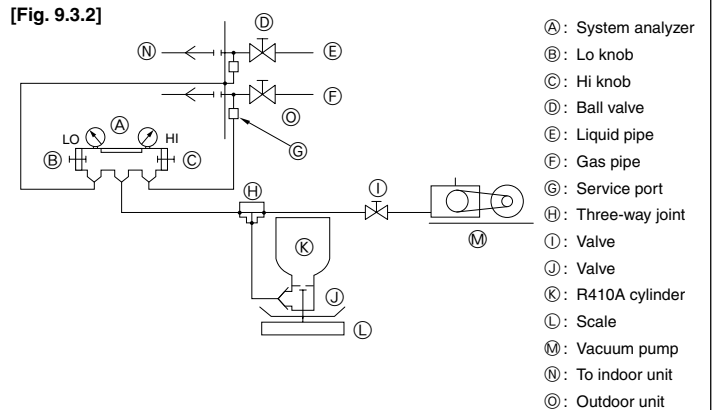 [Fig. 9.3.2]
Ⓝ Ⓓ Ⓔ
Ⓕ
Ⓞ
Ⓖ
LO Ⓐ HI
Ⓑ Ⓒ
Ⓗ Ⓘ
Ⓚ Ⓜ
Ⓙ
Ⓛ
Ⓐ: System analyzer
Ⓑ: Lo knob
Ⓒ: Hi knob
Ⓓ: Ball valve
Ⓔ: Liquid pipe
Ⓕ: Gas pipe
Ⓖ: Service port
Ⓗ: Three-way joint
Ⓘ: Valve
Ⓙ: Valve
Ⓚ: R410A cylinder
Ⓛ: Scale
Ⓜ: Vacuum pump
Ⓝ: To indoor unit
Ⓞ: Outdoor unit